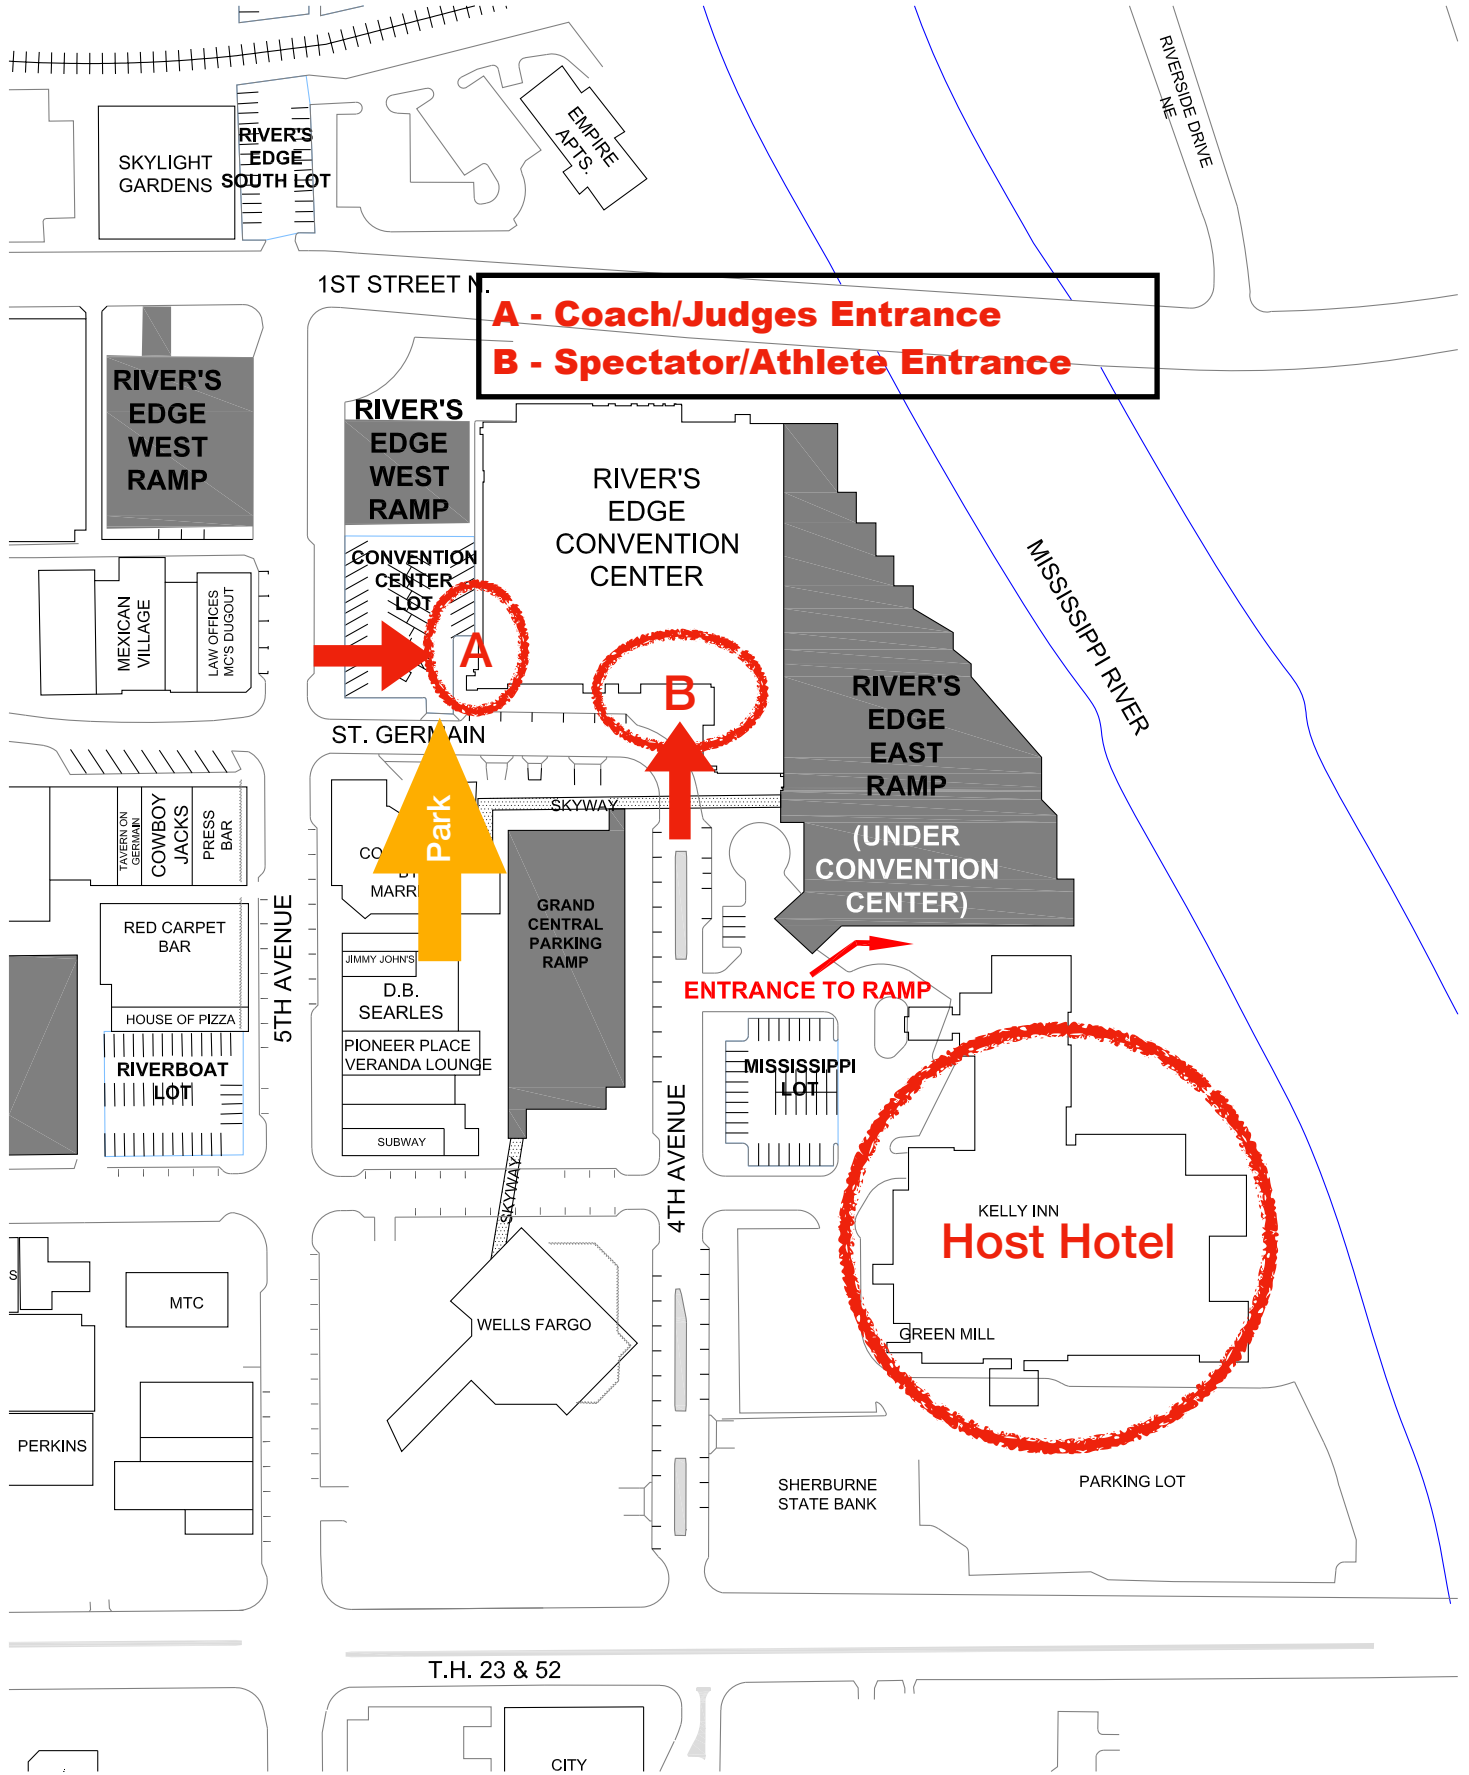 RIVERSIDE DRIVE
NE
EMPIRE
APTS.
SKYLIGHT
GARDENS
RIVER'S
EDGE
SOUTH LOT
1ST STREET N.
A - Coach/Judges Entrance
B - Spectator/Athlete Entrance
RIVER'S
EDGE
WEST
RAMP
RIVER'S
EDGE
WEST
RAMP
RIVER'S
EDGE
CONVENTION
CENTER
CONVENTION
CENTER
LOT
MISSISSIPPI RIVER
MEXICAN
VILLAGE
LAW OFFICES
MC'S DUGOUT
A
B
RIVER'S
EDGE
EAST
RAMP
(UNDER
CONVENTION
CENTER)
ST. GERMAIN
SKYWAY
Park
TAVERN ON
GERMAIN
COWBOY
JACKS
PRESS
BAR
CO
BY
MARR
GRAND
CENTRAL
PARKING
RAMP
RED CARPET
BAR
5TH AVENUE
JIMMY JOHN'S
D.B.
SEARLES
ENTRANCE TO RAMP
HOUSE OF PIZZA
PIONEER PLACE
VERANDA LOUNGE
RIVERBOAT
LOT
MISSISSIPPI
LOT
SUBWAY
4TH AVENUE
SKYWAY
KELLY INN
Host Hotel
S
MTC
WELLS FARGO
GREEN MILL
PERKINS
SHERBURNE
STATE BANK
PARKING LOT
T.H. 23 & 52
CITY